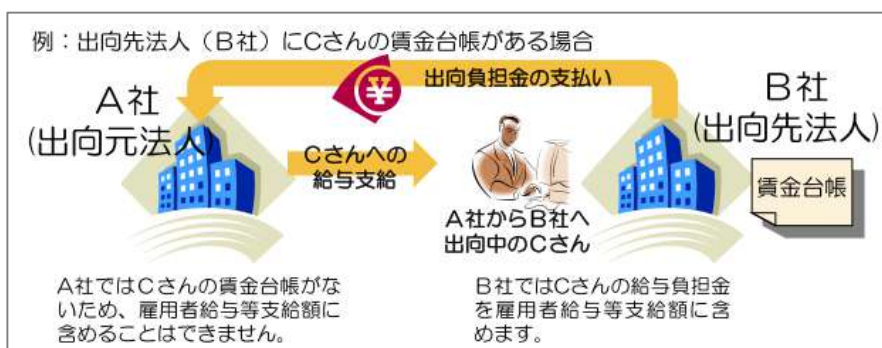 例：出向先法人（B社）にCさんの賃金台帳がある場合
出向負担金の支払い
¥
A社
(出向元法人)
B社
(出向先法人)
Cさんへの
給与支給
賃金台帳
A社からB社へ
出向中のCさん
A社ではCさんの賃金台帳がな
いため、雇用者給与等支給額に
含めることはできません。
B社ではCさんの給与負担金
を雇用者給与等支給額に含
めます。